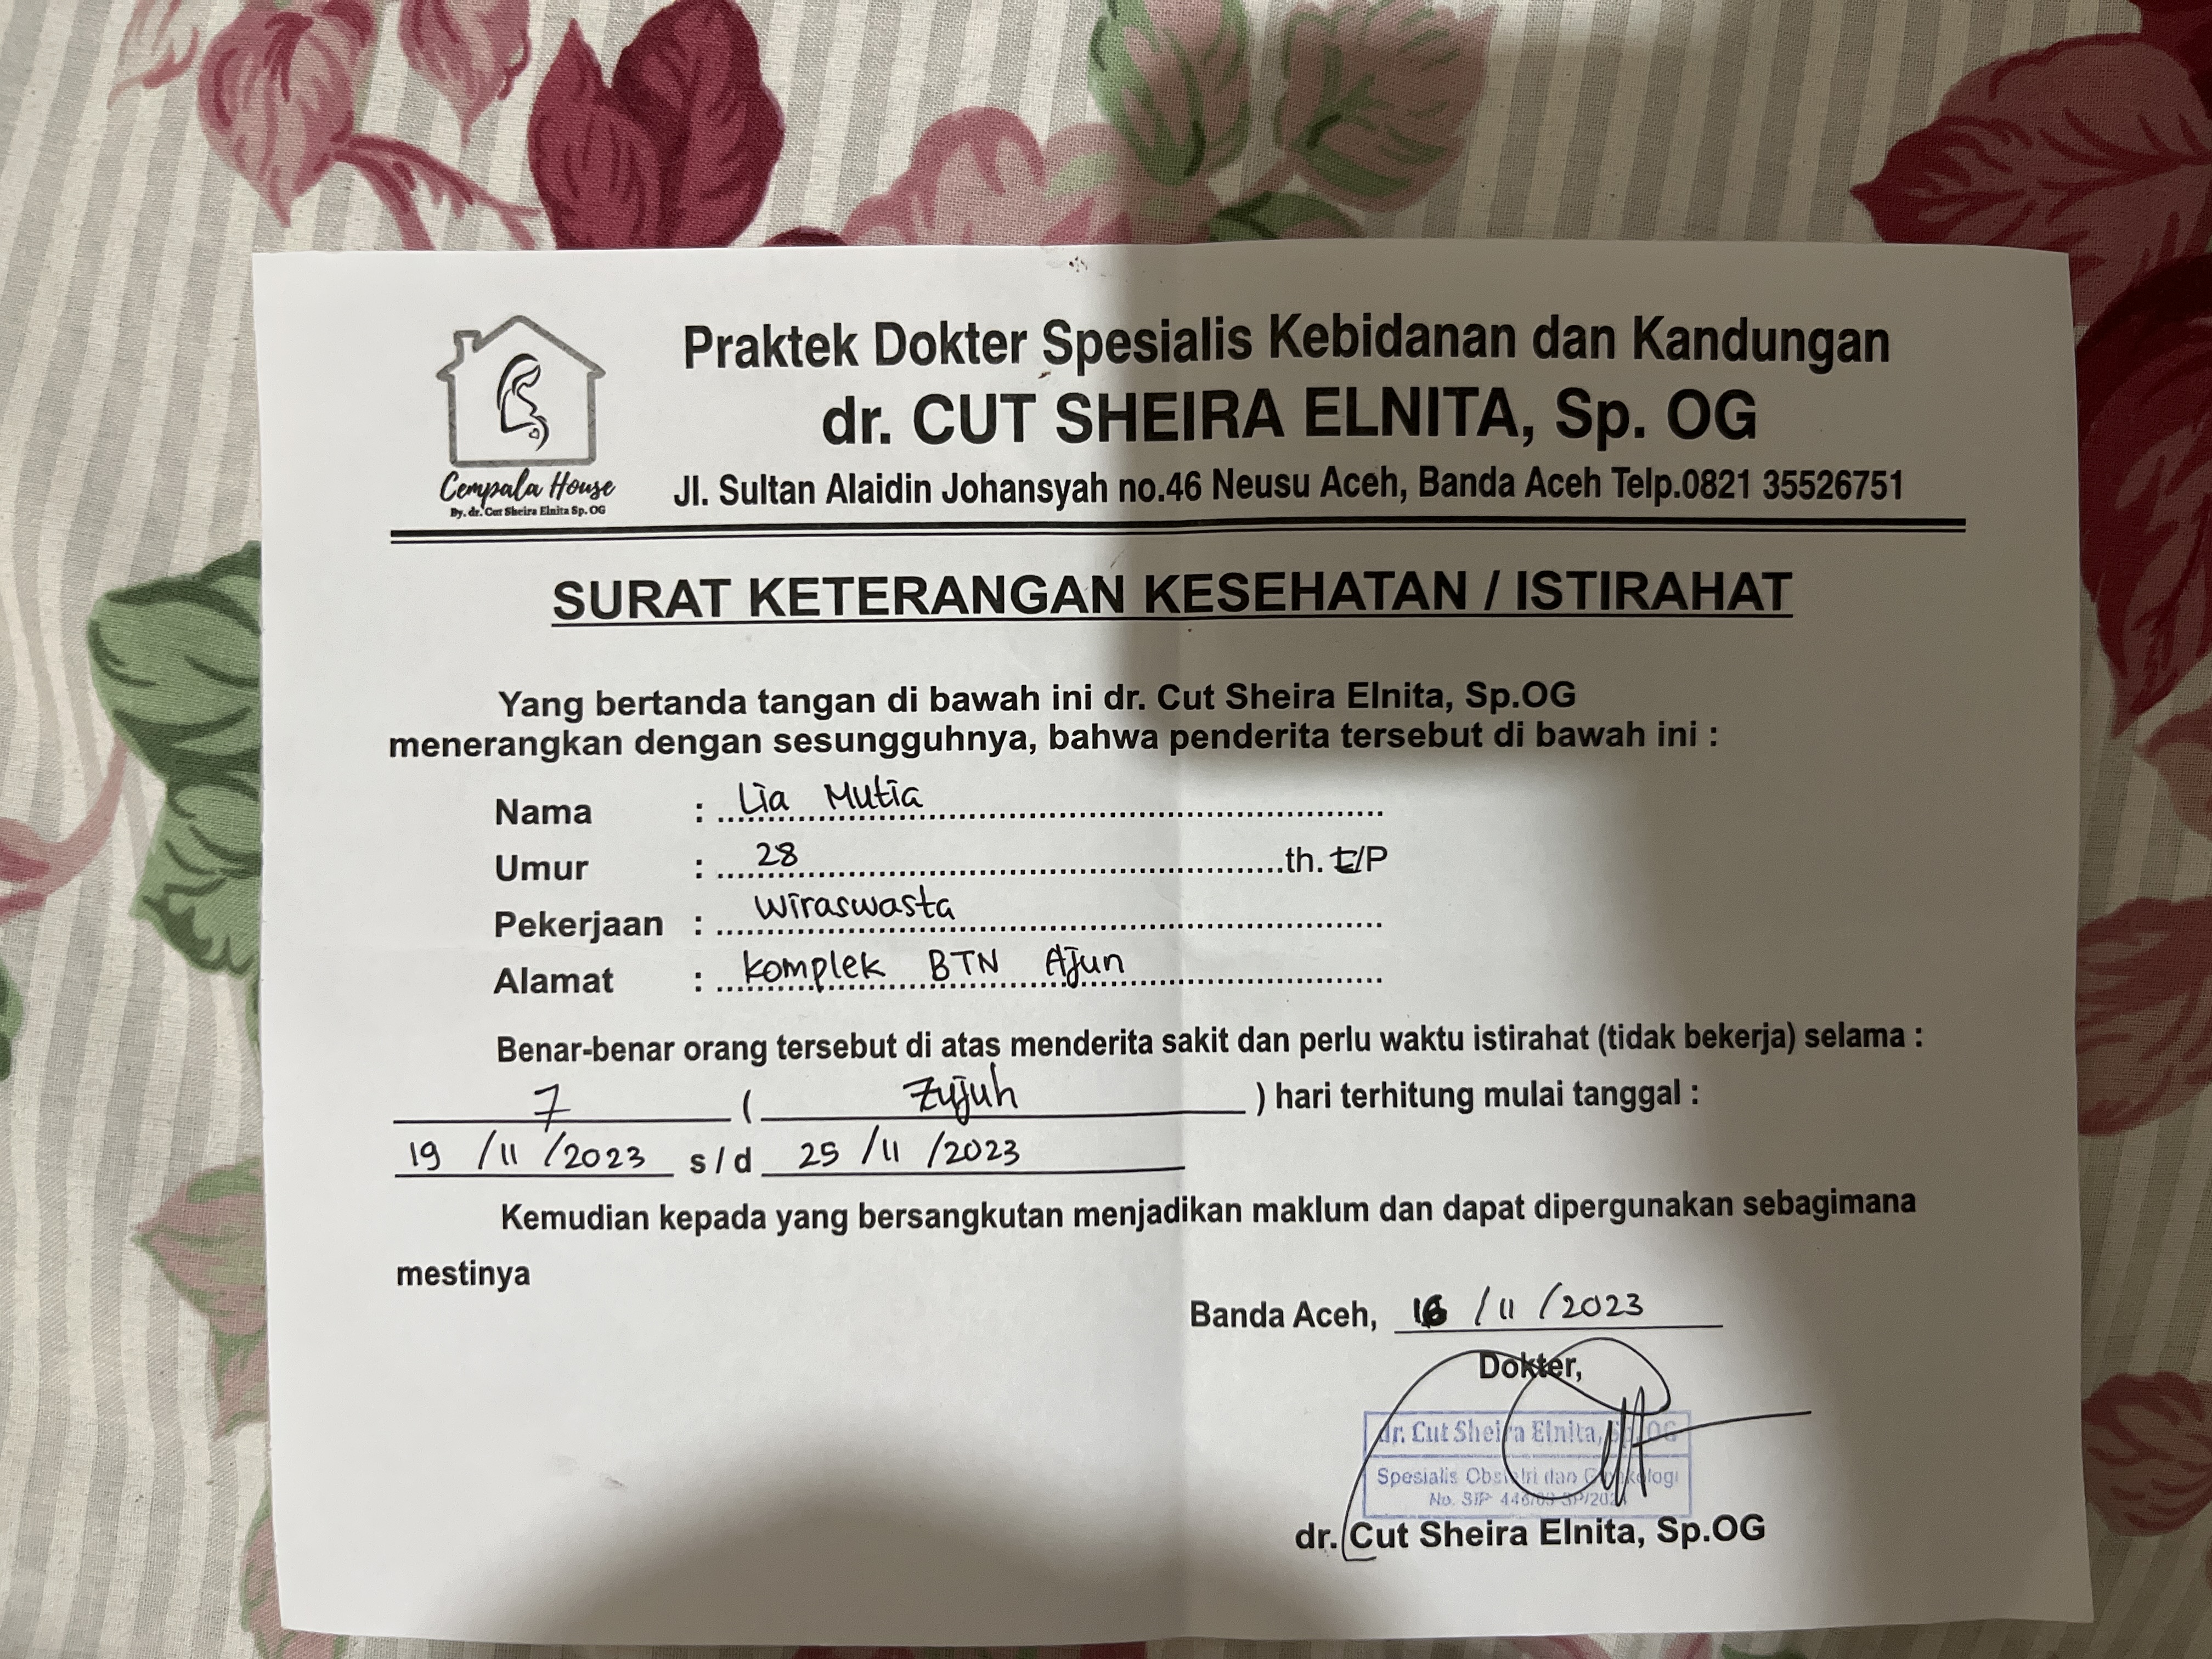 Praktek Dokter Spesialis Kebidanan dan Kandungan
dr. CUT SHEIRA ELNITA, Sp. OG
Cempala House
By. dr. Cut Sheira Elnita Sp. OG
Jl. Sultan Alaidin Johansyah no.46 Neusu Aceh, Banda Aceh Telp.0821 35526751
SURAT KETERANGAN KESEHATAN / ISTIRAHAT
Yang bertanda tangan di bawah ini dr. Cut Sheira Elnita, Sp.OG
menerangkan dengan sesungguhnya, bahwa penderita tersebut di bawah ini :
Nama : Lia Mutia
Umur : 28 th. L/P
Pekerjaan : Wiraswasta
Alamat : Komplek BTN Ajun
Benar-benar orang tersebut di atas menderita sakit dan perlu waktu istirahat (tidak bekerja) selama :
7 ( Tujuh ) hari terhitung mulai tanggal :
19 /11 /2023 s/d 25 /11 /2023
Kemudian kepada yang bersangkutan menjadikan maklum dan dapat dipergunakan sebagimana
mestinya
Banda Aceh, 16 /11 /2023
Dokter,
dr. Cut Sheira Elnita, Sp.OG
Spesialis Obstetri dan Ginekologi
No. SIP
dr. Cut Sheira Elnita, Sp.OG